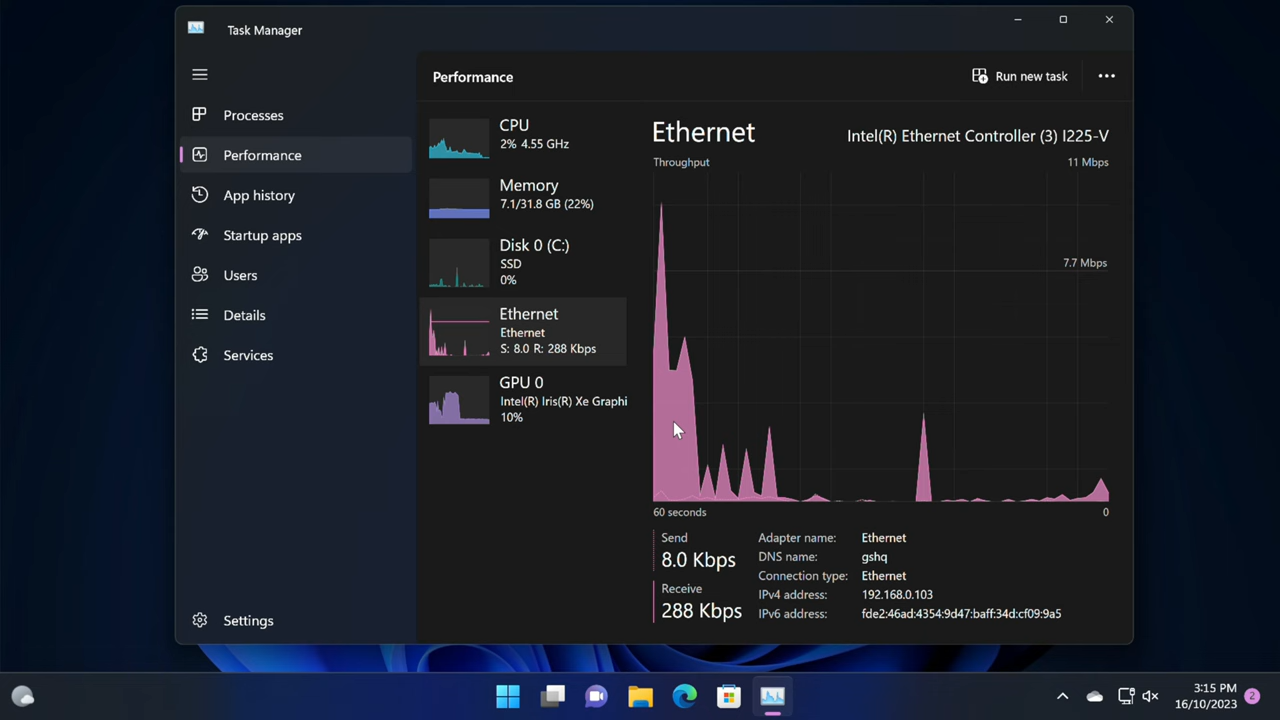 Task Manager
Processes
Performance
App history
Startup apps
Users
Details
Services
Settings
Performance
Run new task
CPU
2% 4.55 GHz
Memory
7.1/31.8 GB (22%)
Disk 0 (C:)
SSD
0%
Ethernet
Ethernet
S: 8.0 R: 288 Kbps
GPU 0
Intel(R) Iris(R) Xe Graphi
10%
Ethernet
Intel(R) Ethernet Controller (3) I225-V
Throughput
11 Mbps
7.7 Mbps
60 seconds
0
Send
8.0 Kbps
Receive
288 Kbps
Adapter name: Ethernet
DNS name: gshq
Connection type: Ethernet
IPv4 address: 192.168.0.103
IPv6 address: fde2:46ad:4354:9d47:baff:34d:cf09:9a5
3:15 PM
16/10/2023
2